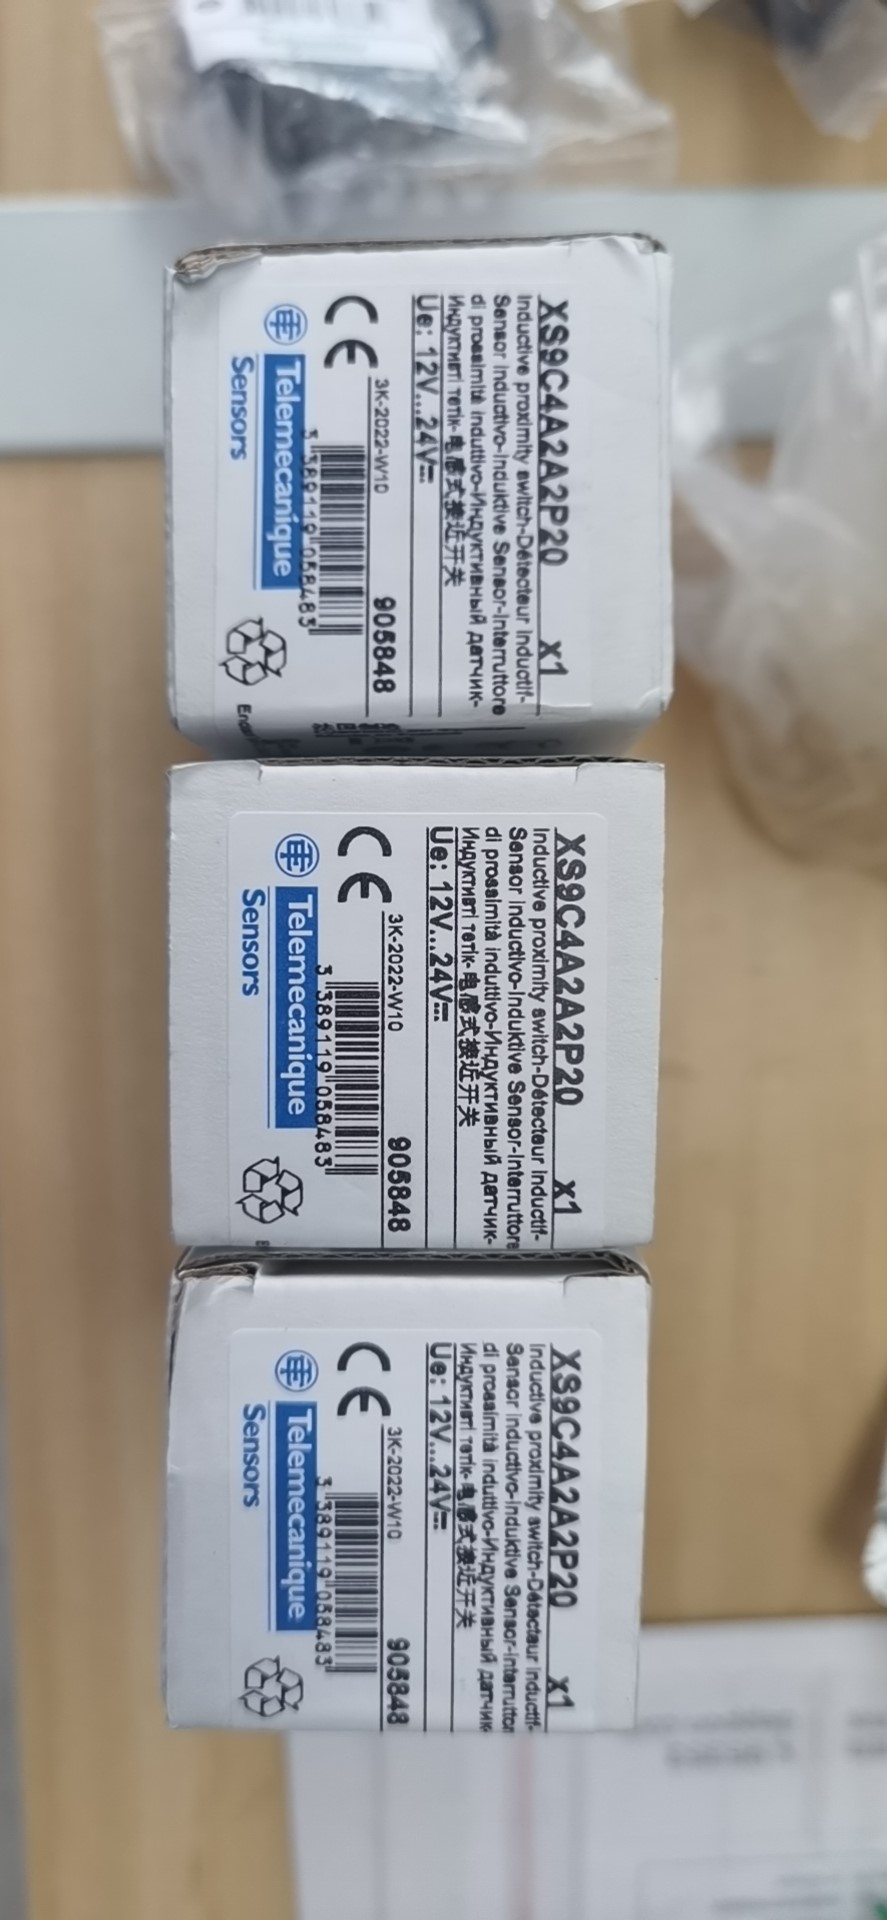 XS9C4A2A2P20 x1
Inductive proximity switch-Détecteur inductif-
Sensor inductivo-Induktive Sensor-Interruttore
di prossimità induttivo-Индуктивный датчик-
Индуктивті тетік-电感式接近开关
Ue: 12V...24V⎓
3K-2022-W10 905848
CE
3 389119 058483
Telemecanique
Sensors
XS9C4A2A2P20 x1
Inductive proximity switch-Détecteur inductif-
Sensor inductivo-Induktive Sensor-Interruttore
di prossimità induttivo-Индуктивный датчик-
Индуктивті тетік-电感式接近开关
Ue: 12V...24V⎓
3K-2022-W10 905848
CE
3 389119 058483
Telemecanique
Sensors
XS9C4A2A2P20 x1
Inductive proximity switch-Détecteur inductif-
Sensor inductivo-Induktive Sensor-Interruttor
di prossimità induttivo-Индуктивный датчик
Индуктивті тетік-电感式接近开关
Ue: 12V...24V⎓
3K-2022-W10 905848
CE
3 389119 058483
Telemecanique
Sensors